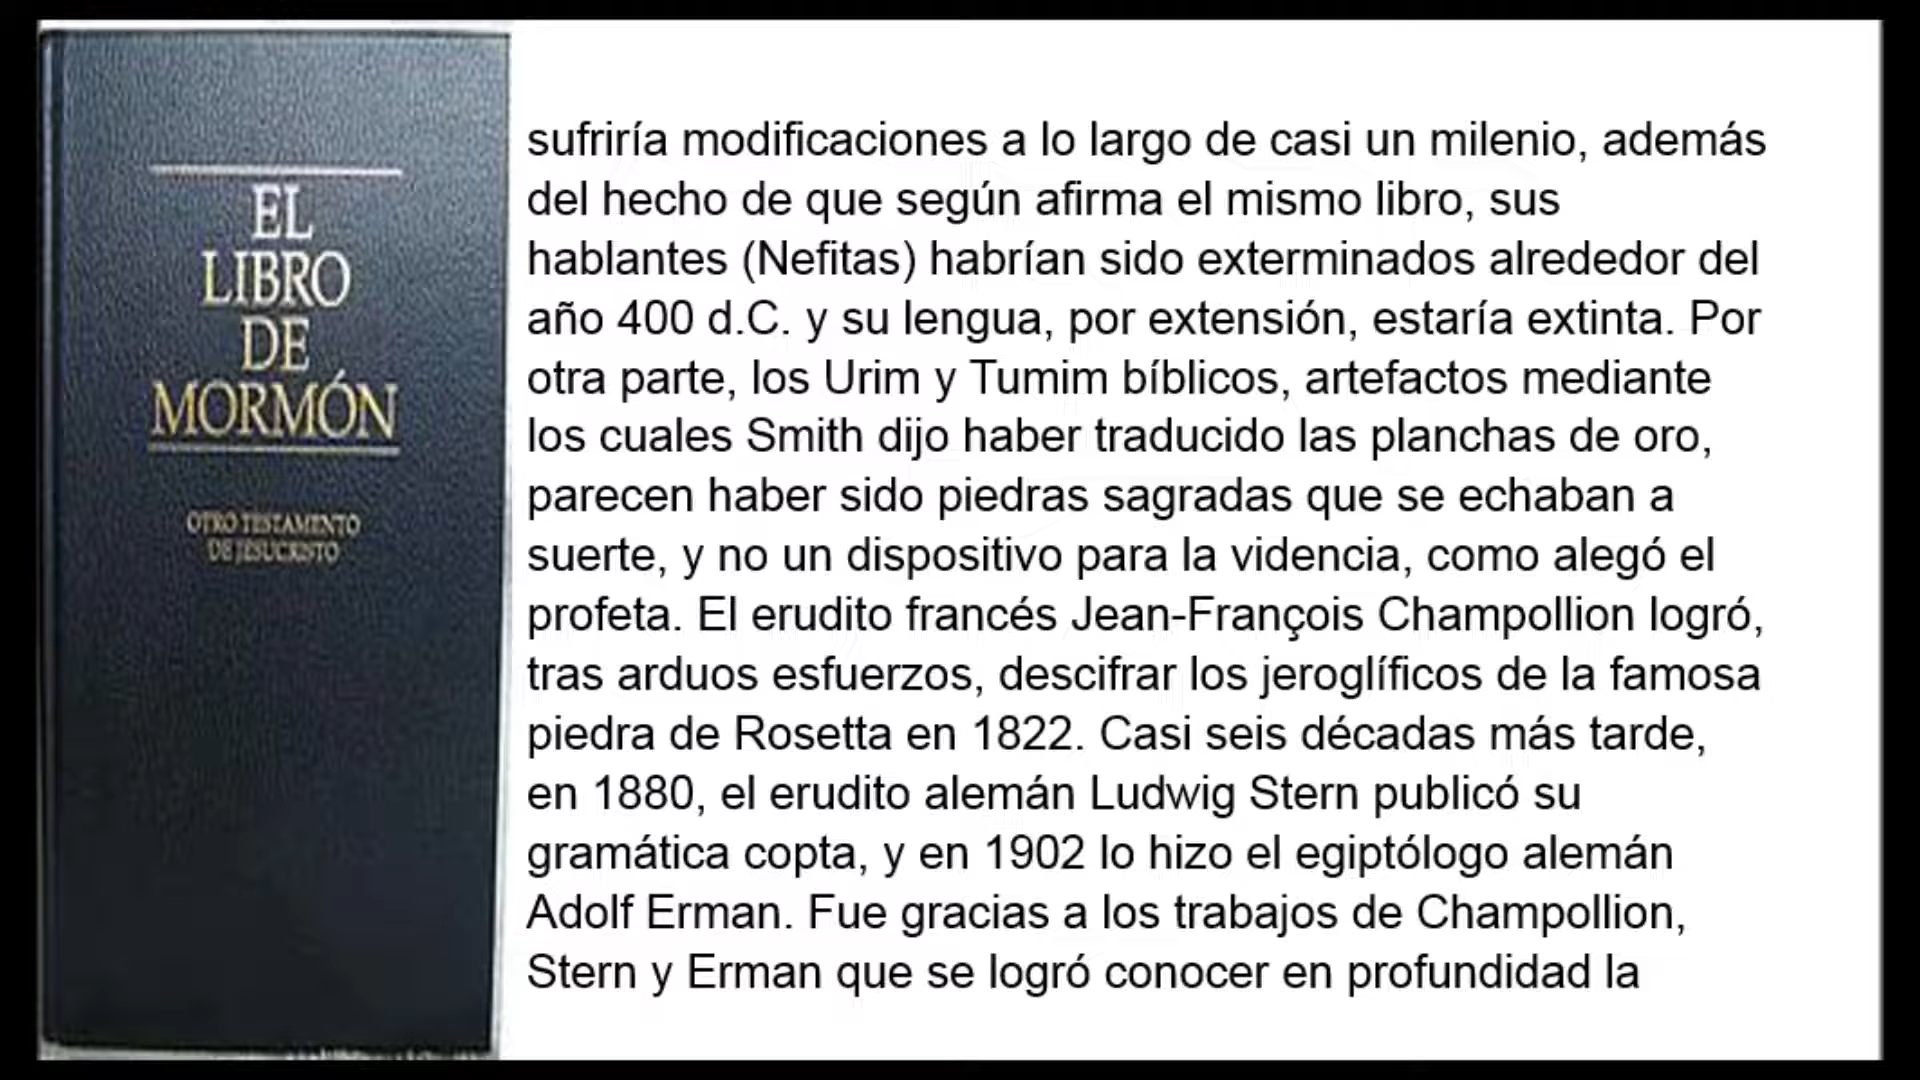 EL
LIBRO
DE
MORMÓN
OTRO TESTAMENTO
DE JESUCRISTO
sufriría modificaciones a lo largo de casi un milenio, además
del hecho de que según afirma el mismo libro, sus
hablantes (Nefitas) habrían sido exterminados alrededor del
año 400 d.C. y su lengua, por extensión, estaría extinta. Por
otra parte, los Urim y Tumim bíblicos, artefactos mediante
los cuales Smith dijo haber traducido las planchas de oro,
parecen haber sido piedras sagradas que se echaban a
suerte, y no un dispositivo para la videncia, como alegó el
profeta. El erudito francés Jean-François Champollion logró,
tras arduos esfuerzos, descifrar los jeroglíficos de la famosa
piedra de Rosetta en 1822. Casi seis décadas más tarde,
en 1880, el erudito alemán Ludwig Stern publicó su
gramática copta, y en 1902 lo hizo el egiptólogo alemán
Adolf Erman. Fue gracias a los trabajos de Champollion,
Stern y Erman que se logró conocer en profundidad la